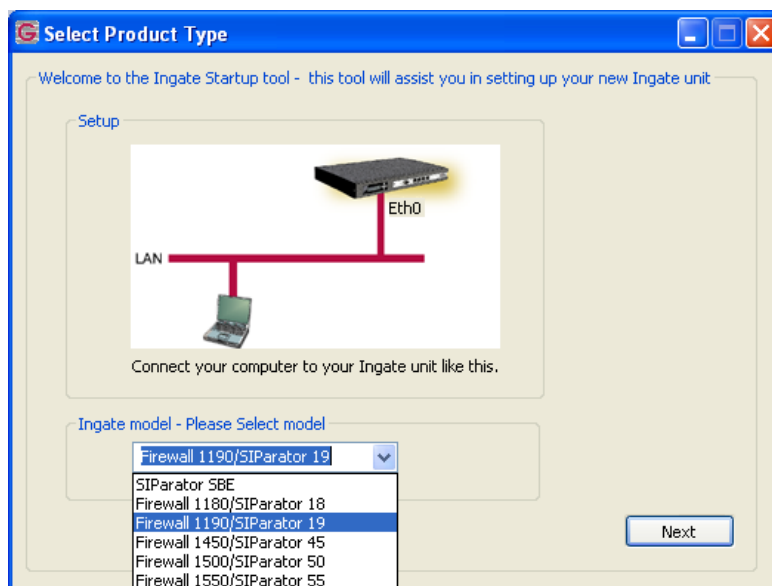 Select Product Type
Welcome to the Ingate Startup tool - this tool will assist you in setting up your new Ingate unit
Setup
Eth0
LAN
Connect your computer to your Ingate unit like this.
Ingate model - Please Select model
Firewall 1190/SIParator 19
SIParator SBE
Firewall 1180/SIParator 18
Firewall 1190/SIParator 19
Firewall 1450/SIParator 45
Firewall 1500/SIParator 50
Firewall 1550/SIParator 55
Next